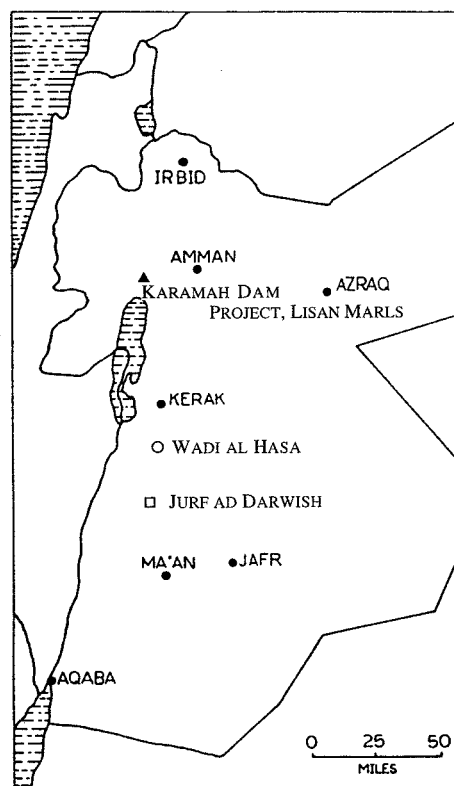 IRBID
AMMAN
AZRAQ
KARAMAH DAM
PROJECT, LISAN MARLS
KERAK
WADI AL HASA
JURF AD DARWISH
MA'AN
JAFR
AQABA
0 25 50
MILES